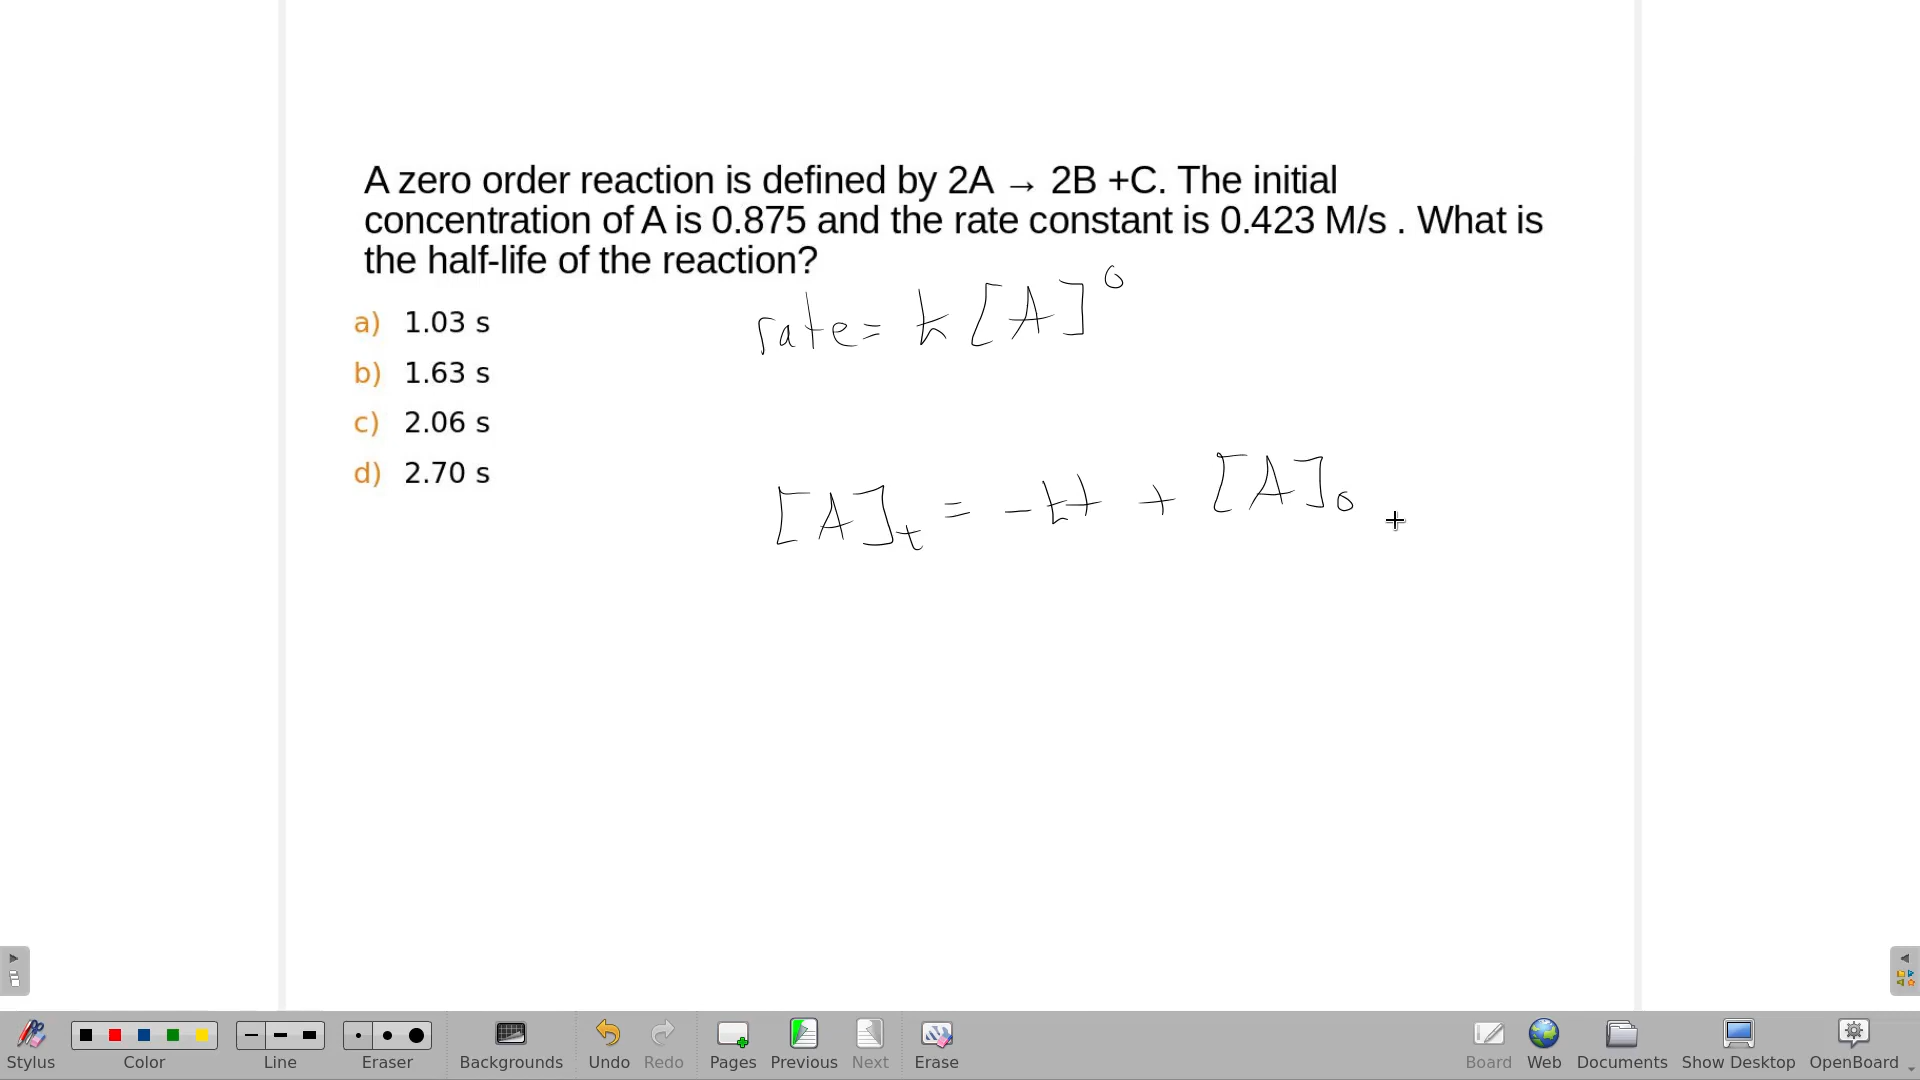 A zero order reaction is defined by 2A → 2B +C. The initial
concentration of A is 0.875 and the rate constant is 0.423 M/s . What is
the half-life of the reaction?
rate= k[A]⁰
a) 1.03 s
b) 1.63 s
c) 2.06 s
d) 2.70 s
[A]ₜ = -kt + [A]₀
Stylus Color Line Eraser Backgrounds Undo Redo Pages Previous Next Erase Board Web Documents Show Desktop OpenBoard